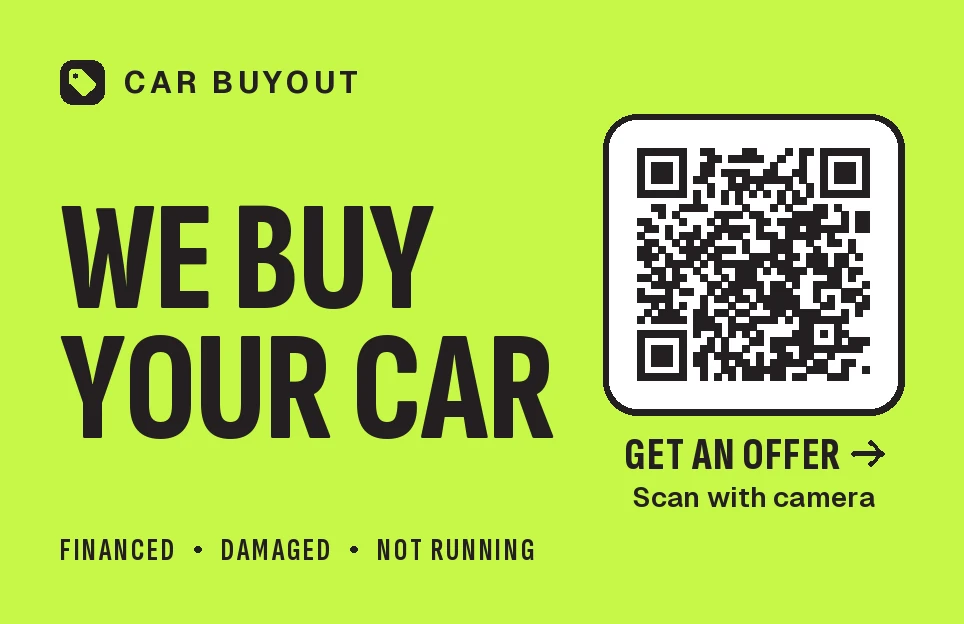 CAR BUYOUT
WE BUY
YOUR CAR
GET AN OFFER →
Scan with camera
FINANCED • DAMAGED • NOT RUNNING